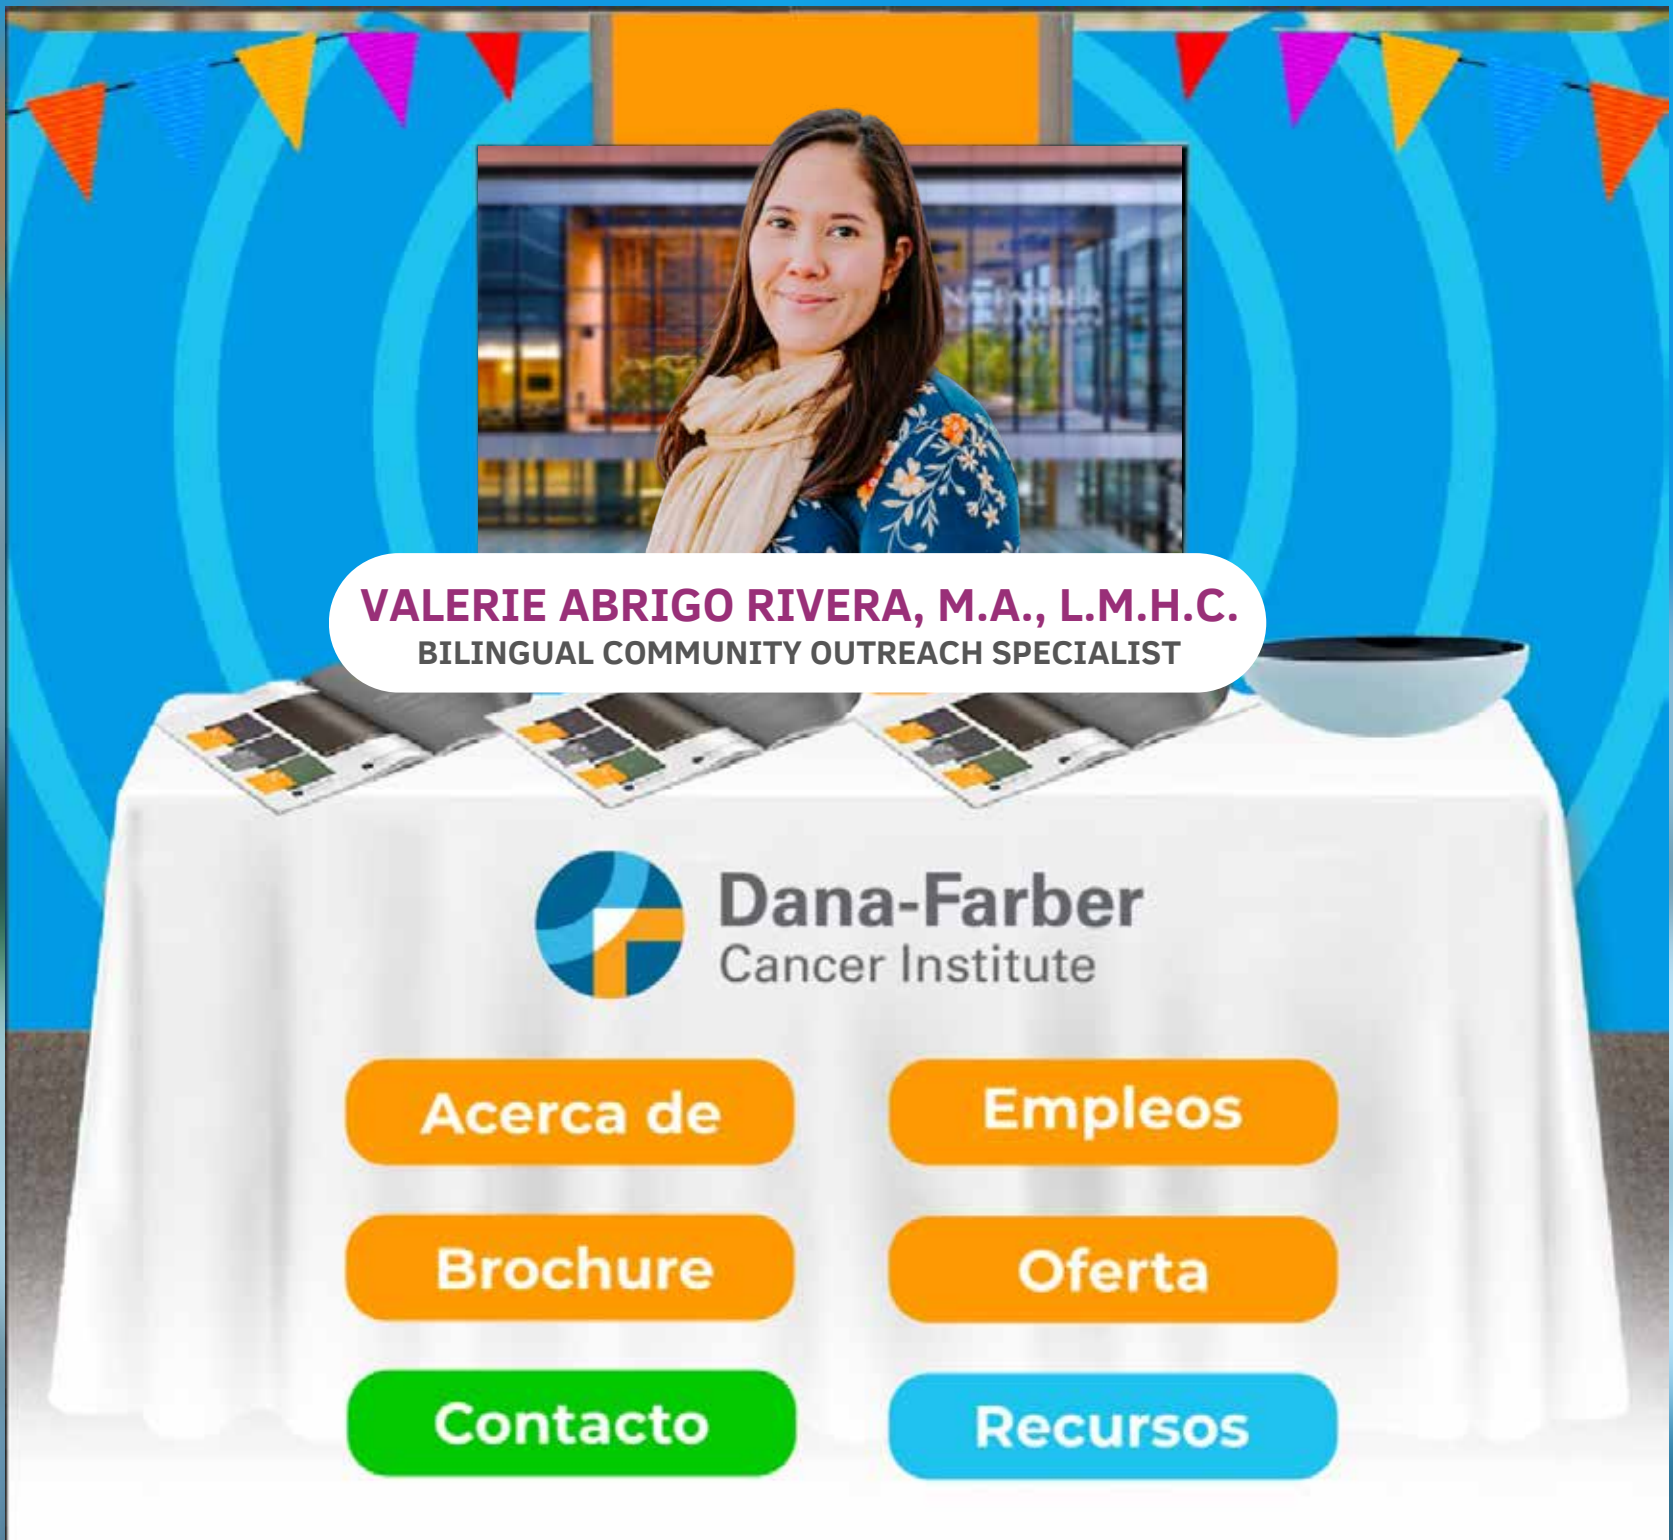 VALERIE ABRIGO RIVERA, M.A., L.M.H.C.
BILINGUAL COMMUNITY OUTREACH SPECIALIST
Dana-Farber
Cancer Institute
Acerca de
Empleos
Brochure
Oferta
Contacto
Recursos